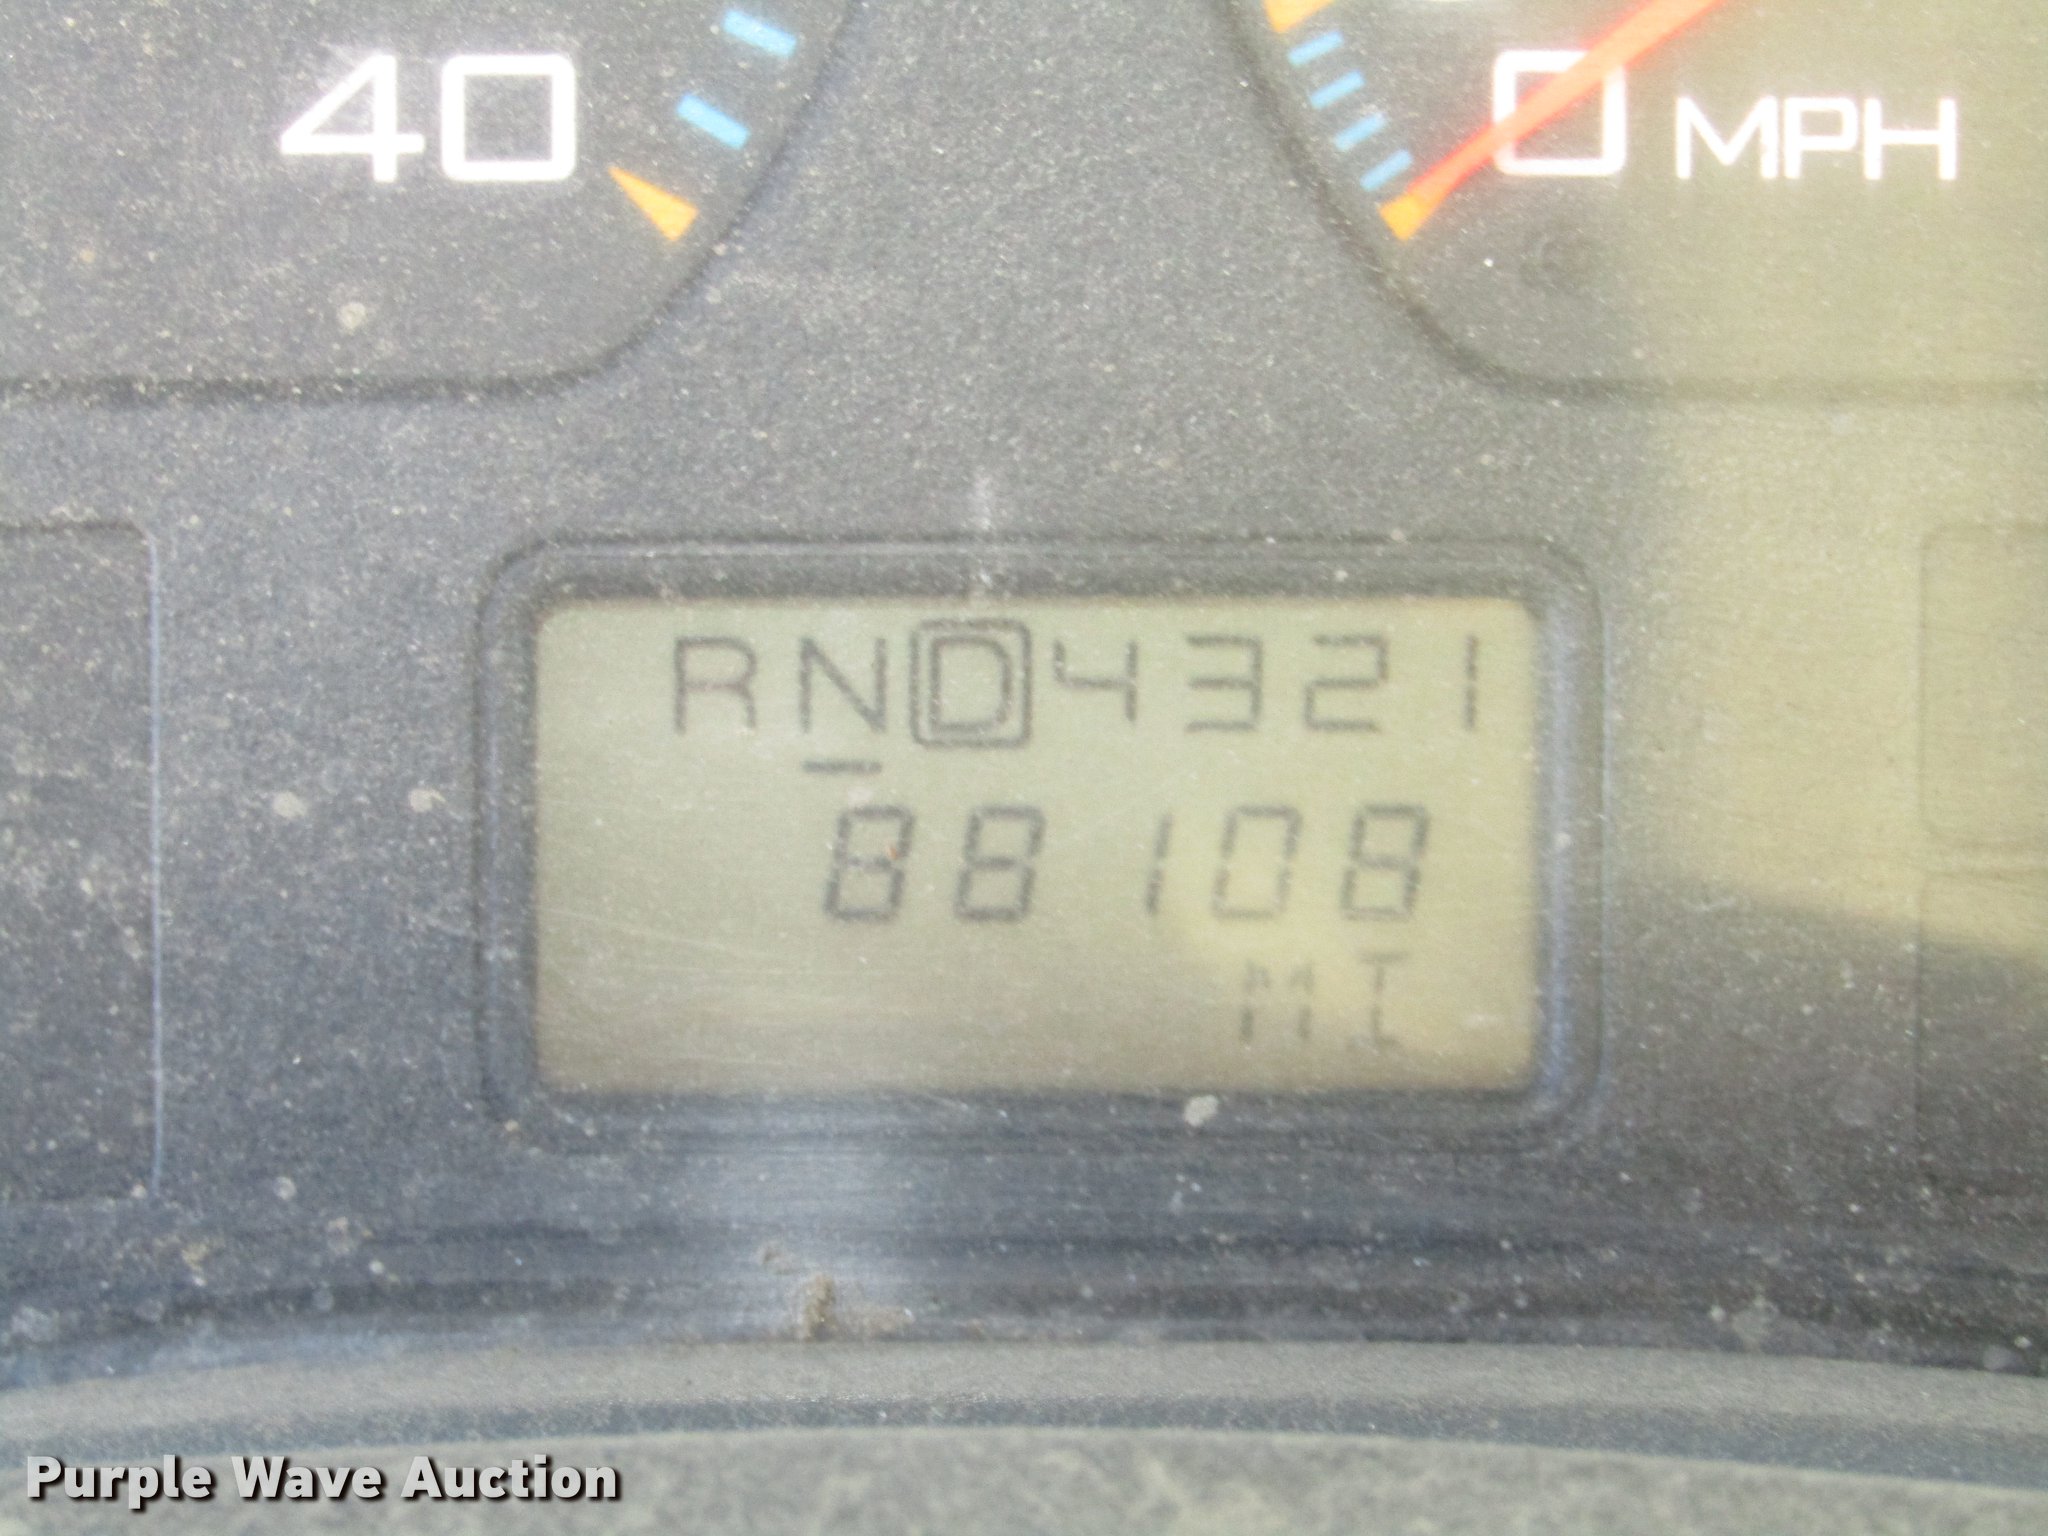 40
0 MPH
RND4321
88108
MI
Purple Wave Auction